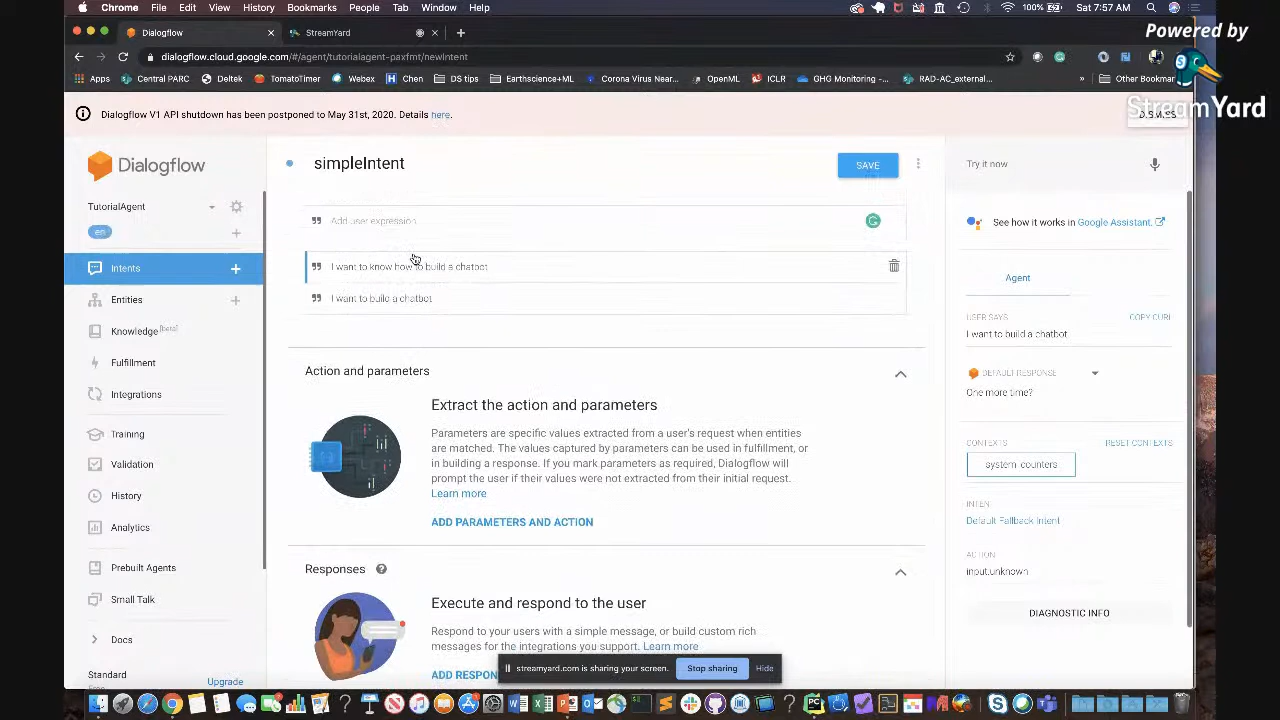 Chrome File Edit View History Bookmarks People Tab Window Help 100% Sat 7:57 AM
Powered by
StreamYard
Dialogflow
StreamYard
dialogflow.cloud.google.com/#/agent/tutorialagent-paxfmt/newIntent
Apps Central PARC Deltek TomatoTimer Webex Chen DS tips Earthscience+ML Corona Virus Near... OpenML ICLR GHG Monitoring -... RAD-AC_external... » Other Bookmar
Dialogflow V1 API shutdown has been postponed to May 31st, 2020. Details here.
DISMISS
Dialogflow
TutorialAgent
en
Intents
Entities
Knowledge [beta]
Fulfillment
Integrations
Training
Validation
History
Analytics
Prebuilt Agents
Small Talk
Docs
Standard
Free
Upgrade
simpleIntent
SAVE
Add user expression
I want to know how to build a chatbot
I want to build a chatbot
Action and parameters
Extract the action and parameters
Parameters are specific values extracted from a user's request when entities
are matched. The values captured by parameters can be used in fulfillment, or
in building a response. If you mark parameters as required, Dialogflow will
prompt the user if their values were not extracted from their initial request.
Learn more
ADD PARAMETERS AND ACTION
Responses
Execute and respond to the user
Respond to your users with a simple message, or build custom rich
messages for the integrations you support. Learn more
ADD RESPON
Try it now
See how it works in Google Assistant.
Agent
USER SAYS
COPY CURL
I want to build a chatbot
DEFAULT RESPONSE
One more time?
CONTEXTS
RESET CONTEXTS
system_counters
INTENT
Default Fallback Intent
ACTION
input.unknown
DIAGNOSTIC INFO
streamyard.com is sharing your screen.
Stop sharing
Hide